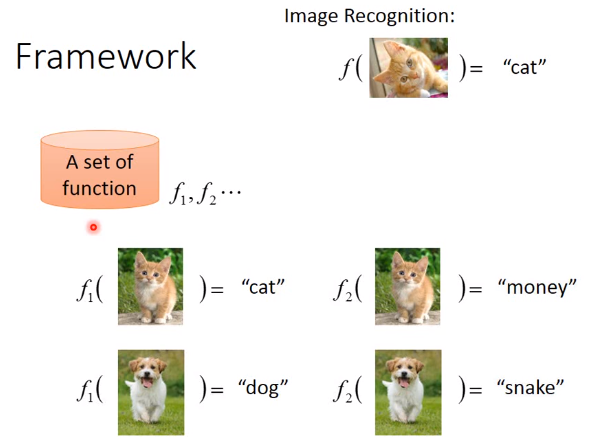 Image Recognition:
Framework
f( )= “cat”
A set of
function
f₁, f₂ ⋯
f₁( )= “cat”
f₂( )= “money”
f₁( )= “dog”
f₂( )= “snake”